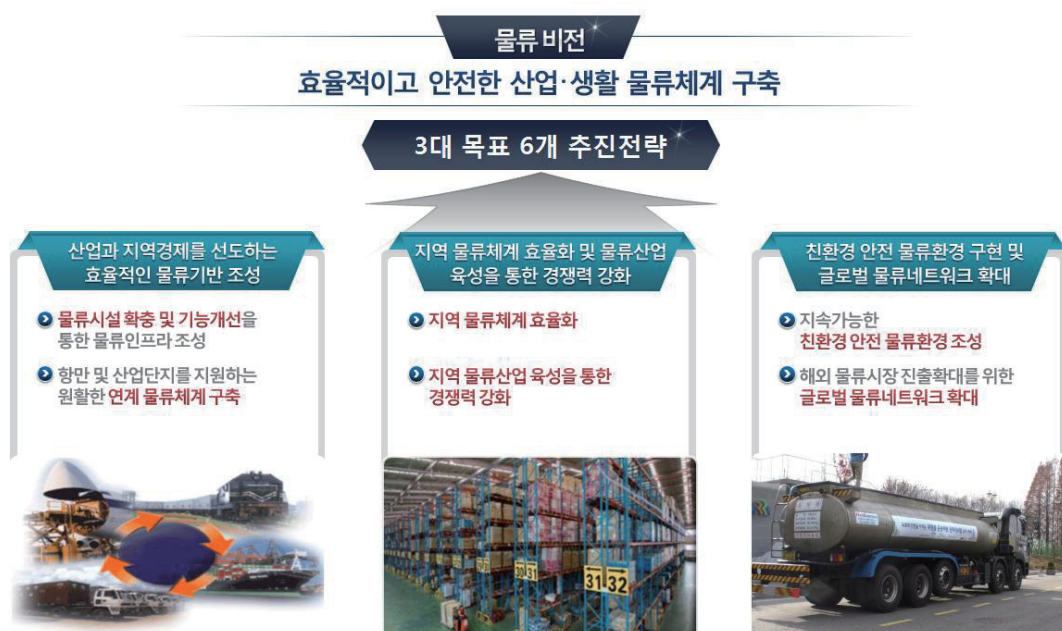 물류 비전
효율적이고 안전한 산업·생활 물류체계 구축
3대 목표 6개 추진전략
산업과 지역경제를 선도하는
효율적인 물류기반 조성
물류시설 확충 및 기능개선을
통한 물류인프라 조성
항만 및 산업단지를 지원하는
원활한 연계 물류체계 구축
지역 물류체계 효율화 및 물류산업
육성을 통한 경쟁력 강화
지역 물류체계 효율화
지역 물류산업 육성을 통한
경쟁력 강화
30 31
31 32
친환경 안전 물류환경 구현 및
글로벌 물류네트워크 확대
지속가능한
친환경 안전 물류환경 조성
해외 물류시장 진출확대를 위한
글로벌 물류네트워크 확대